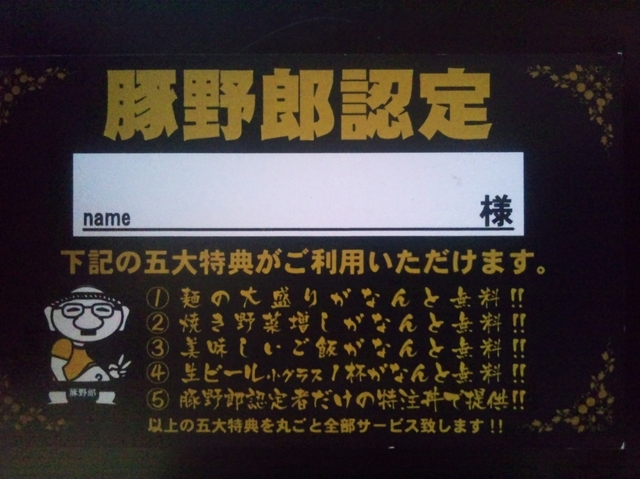 豚野郎認定
name 様
下記の五大特典がご利用いただけます。
① 麺の大盛りがなんと無料!!
② 焼き野菜増しがなんと無料!!
③ 美味しいご飯がなんと無料!!
④ 生ビール小グラス1杯がなんと無料!!
⑤ 豚野郎認定者だけの特注丼で提供!!
豚野郎
以上の五大特典を丸ごと全部サービス致します!!